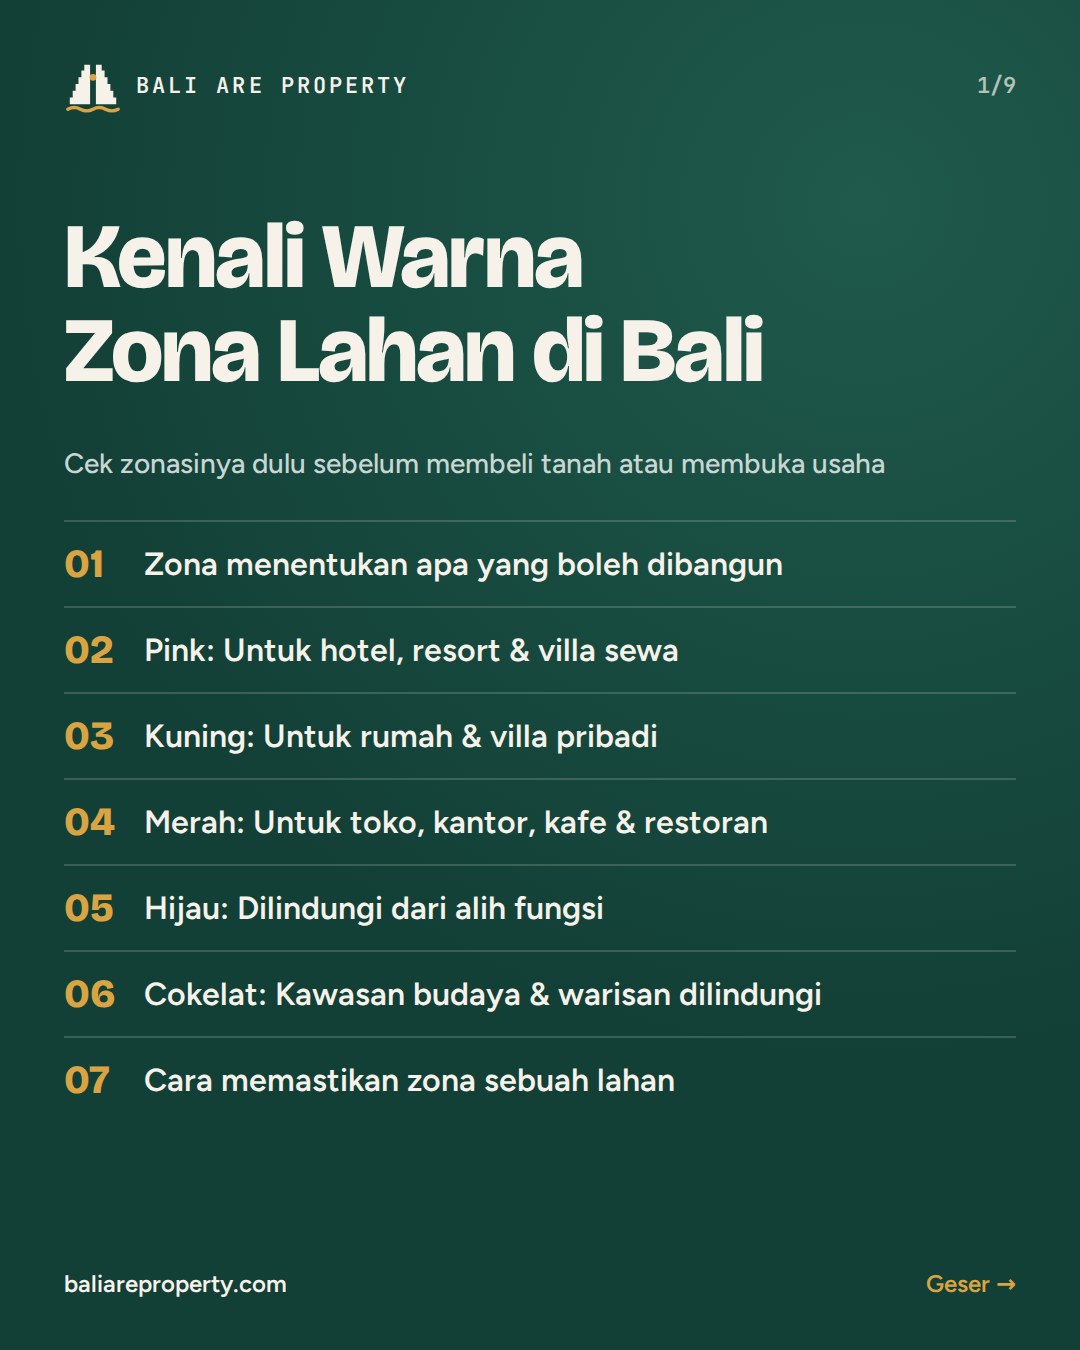 BALI ARE PROPERTY
1/9
Kenali Warna
Zona Lahan di Bali
Cek zonasinya dulu sebelum membeli tanah atau membuka usaha
01 Zona menentukan apa yang boleh dibangun
02 Pink: Untuk hotel, resort & villa sewa
03 Kuning: Untuk rumah & villa pribadi
04 Merah: Untuk toko, kantor, kafe & restoran
05 Hijau: Dilindungi dari alih fungsi
06 Cokelat: Kawasan budaya & warisan dilindungi
07 Cara memastikan zona sebuah lahan
baliareproperty.com
Geser →